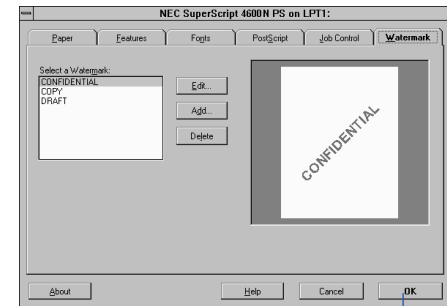 NEC SuperScript 4600N PS on LPT1:
Paper Features Fonts PostScript Job Control Watermark
Select a Watermark:
CONFIDENTIAL
COPY
DRAFT
Edit...
Add...
Delete
CONFIDENTIAL
About Help Cancel OK